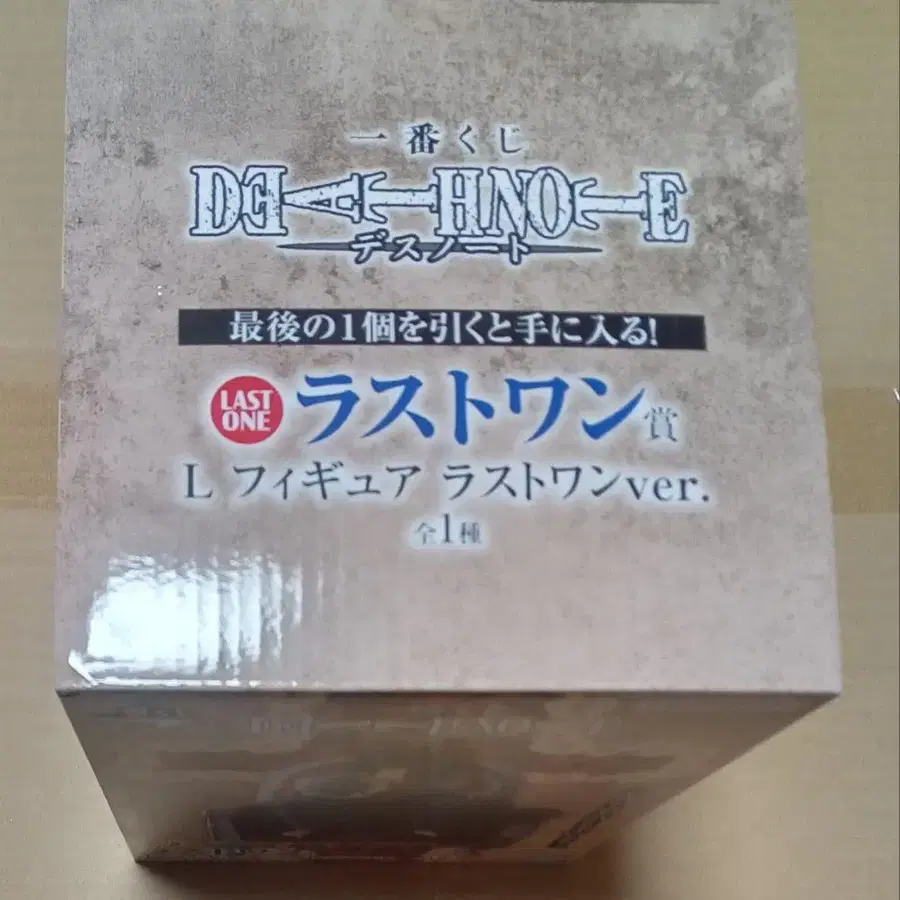 一番くじ
DEATHNOTE
デスノート
最後の1個を引くと手に入る!
LAST ONE ラストワン賞
L フィギュア ラストワンver.
全1種